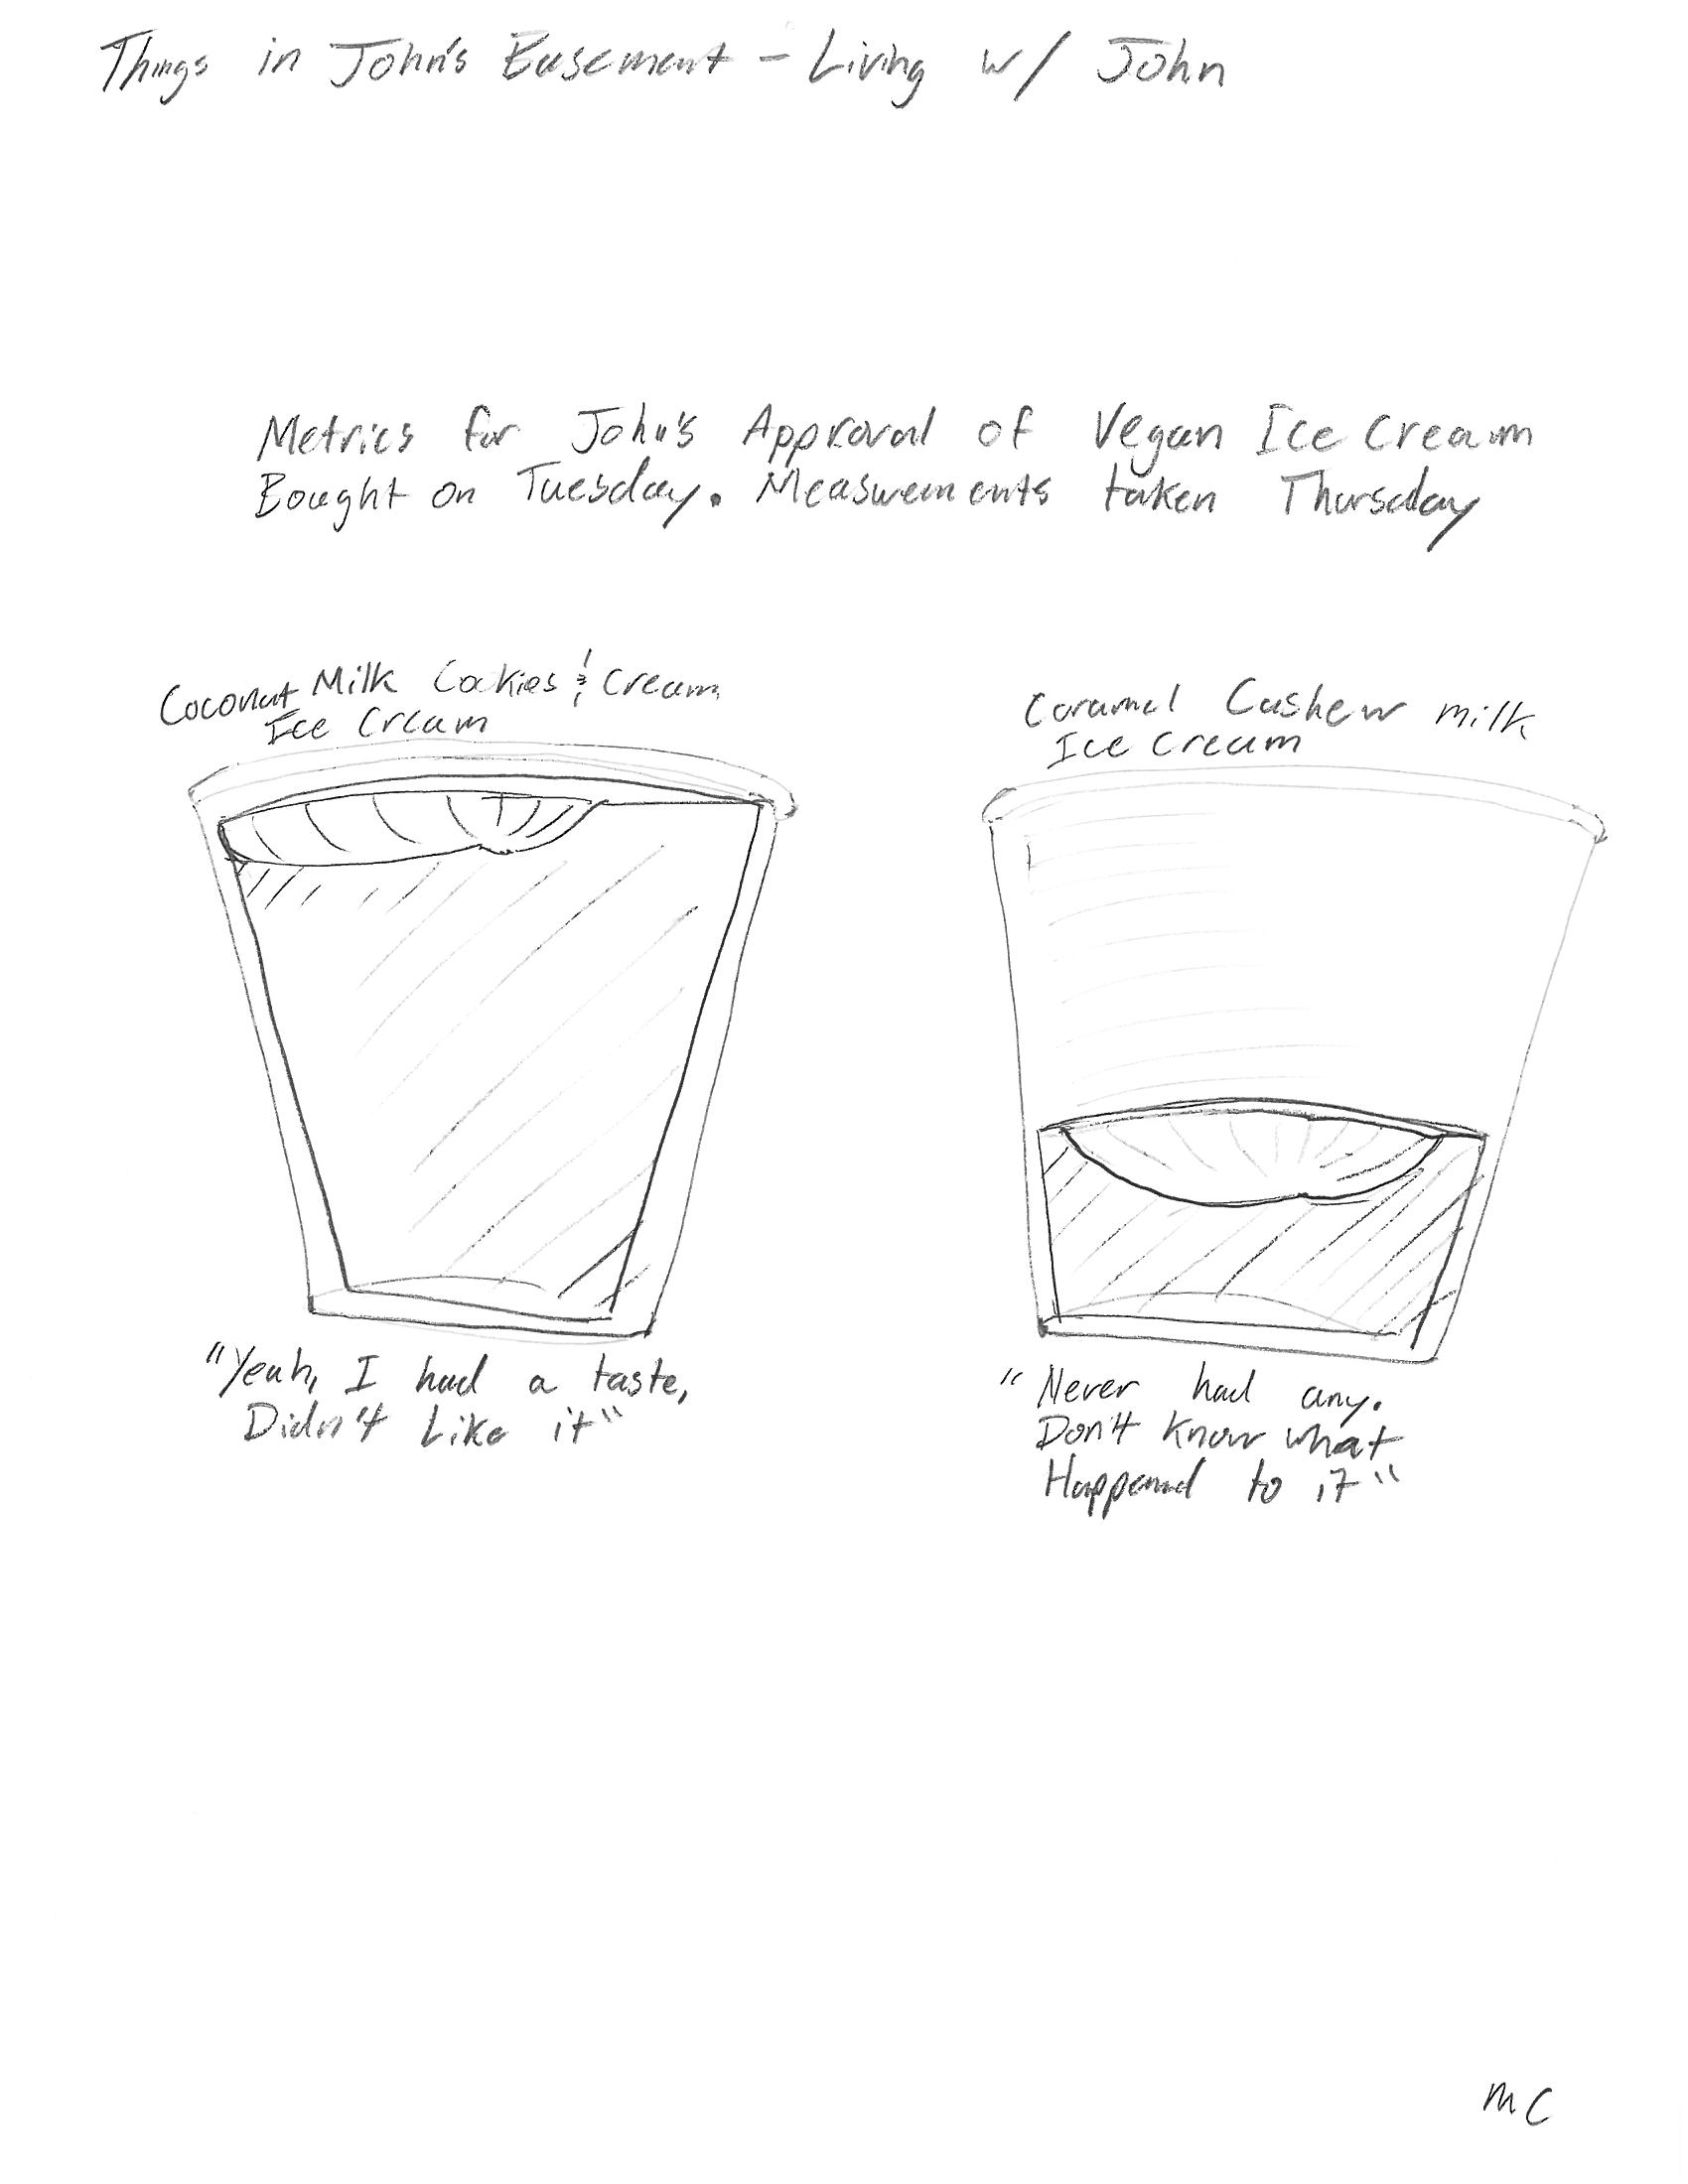 Things in John's Basement - Living w/ John
Metrics for John's Approval of Vegan Ice Cream
Bought on Tuesday. Measurements taken Thursday
Coconut Milk Cookies & Cream
Ice Cream
Caramel Cashew milk
Ice Cream
"Yeah, I had a taste,
Didn't Like it"
"Never had any.
Don't know what
Happened to it"
MC